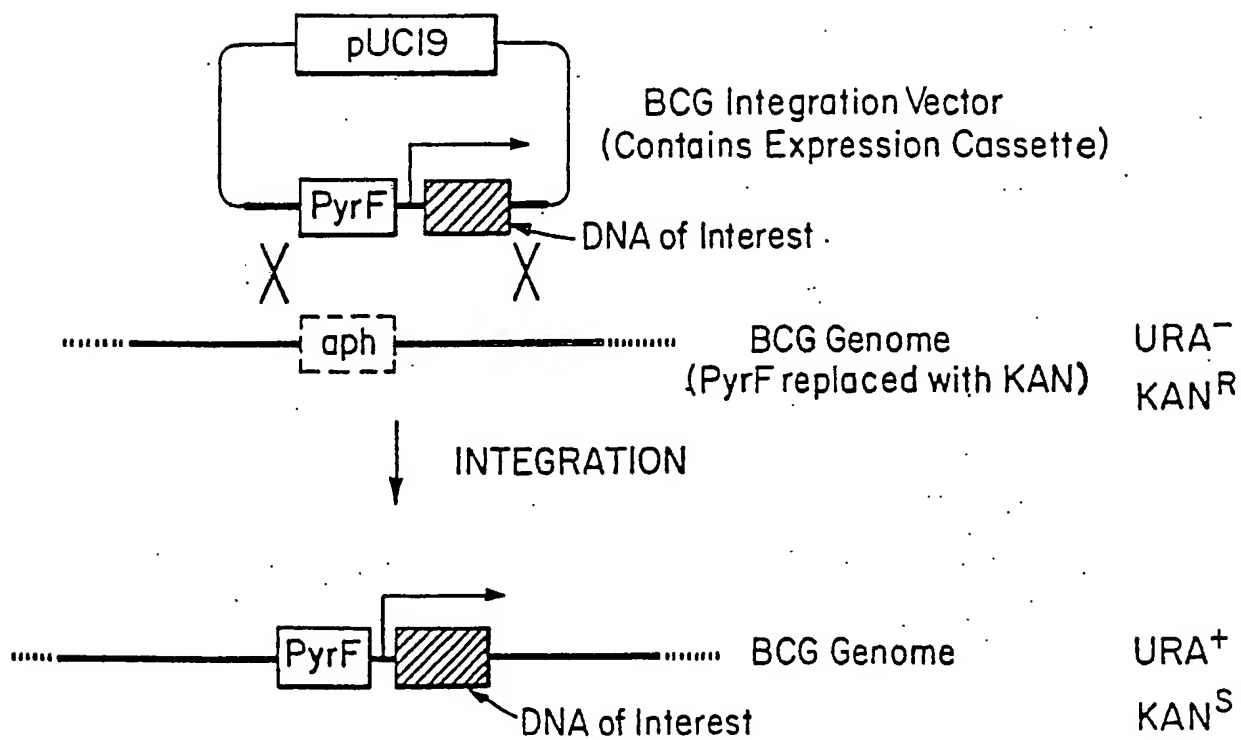 pUC19
BCG Integration Vector
(Contains Expression Cassette)
PyrF
DNA of Interest
aph
BCG Genome
(PyrF replaced with KAN)
URA⁻
KANᴿ
INTEGRATION
PyrF
BCG Genome
URA⁺
KANˢ
DNA of Interest